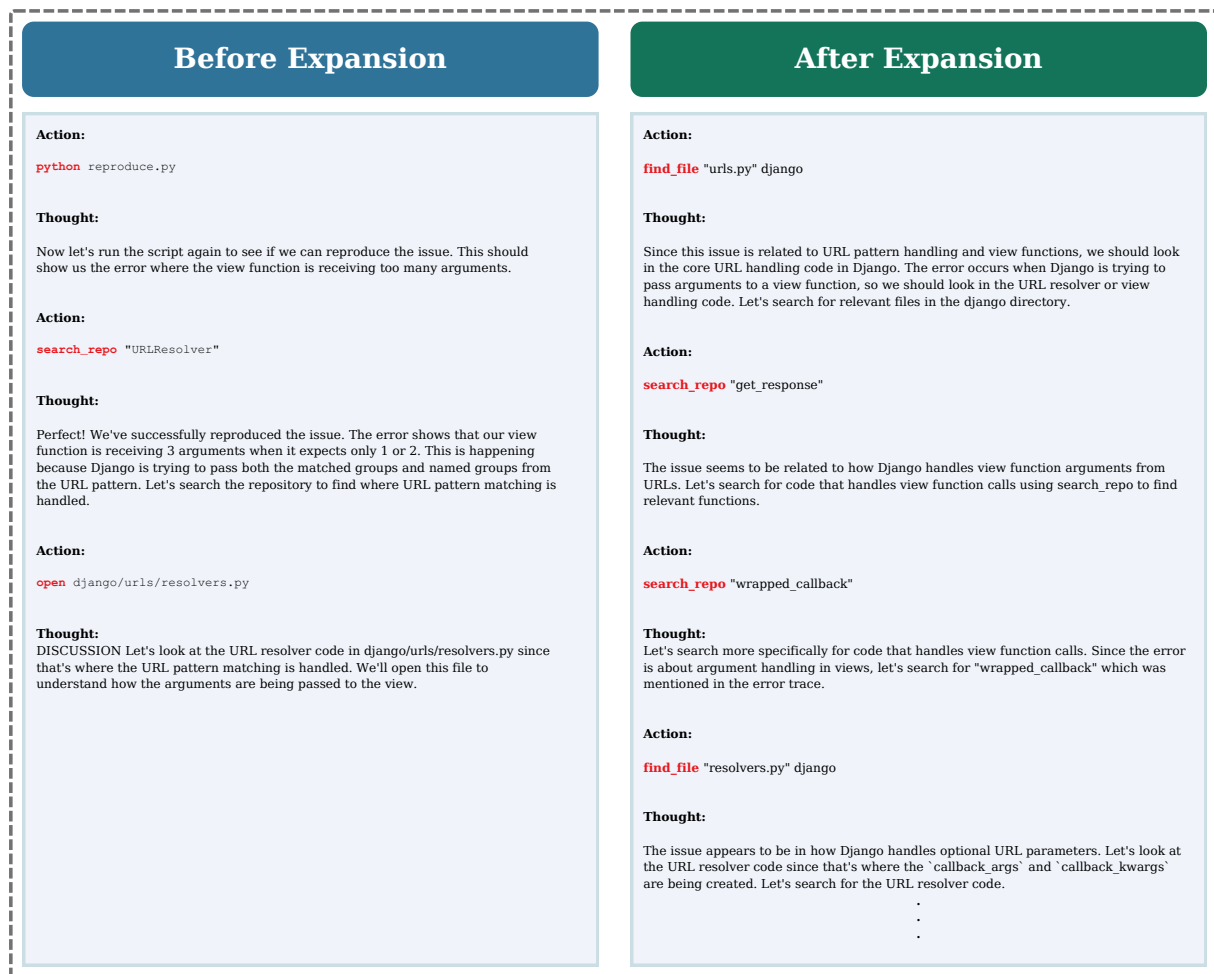 Before Expansion
Action:
python reproduce.py
Thought:
Now let's run the script again to see if we can reproduce the issue. This should
show us the error where the view function is receiving too many arguments.
Action:
search_repo "URLResolver"
Thought:
Perfect! We've successfully reproduced the issue. The error shows that our view
function is receiving 3 arguments when it expects only 1 or 2. This is happening
because Django is trying to pass both the matched groups and named groups from
the URL pattern. Let's search the repository to find where URL pattern matching is
handled.
Action:
open django/urls/resolvers.py
Thought:
DISCUSSION Let's look at the URL resolver code in django/urls/resolvers.py since
that's where the URL pattern matching is handled. We'll open this file to
understand how the arguments are being passed to the view.
After Expansion
Action:
find_file "urls.py" django
Thought:
Since this issue is related to URL pattern handling and view functions, we should look
in the core URL handling code in Django. The error occurs when Django is trying to
pass arguments to a view function, so we should look in the URL resolver or view
handling code. Let's search for relevant files in the django directory.
Action:
search_repo "get_response"
Thought:
The issue seems to be related to how Django handles view function arguments from
URLs. Let's search for code that handles view function calls using search_repo to find
relevant functions.
Action:
search_repo "wrapped_callback"
Thought:
Let's search more specifically for code that handles view function calls. Since the error
is about argument handling in views, let's search for "wrapped_callback" which was
mentioned in the error trace.
Action:
find_file "resolvers.py" django
Thought:
The issue appears to be in how Django handles optional URL parameters. Let's look at
the URL resolver code since that's where the `callback_args` and `callback_kwargs`
are being created. Let's search for the URL resolver code.
.
.
.